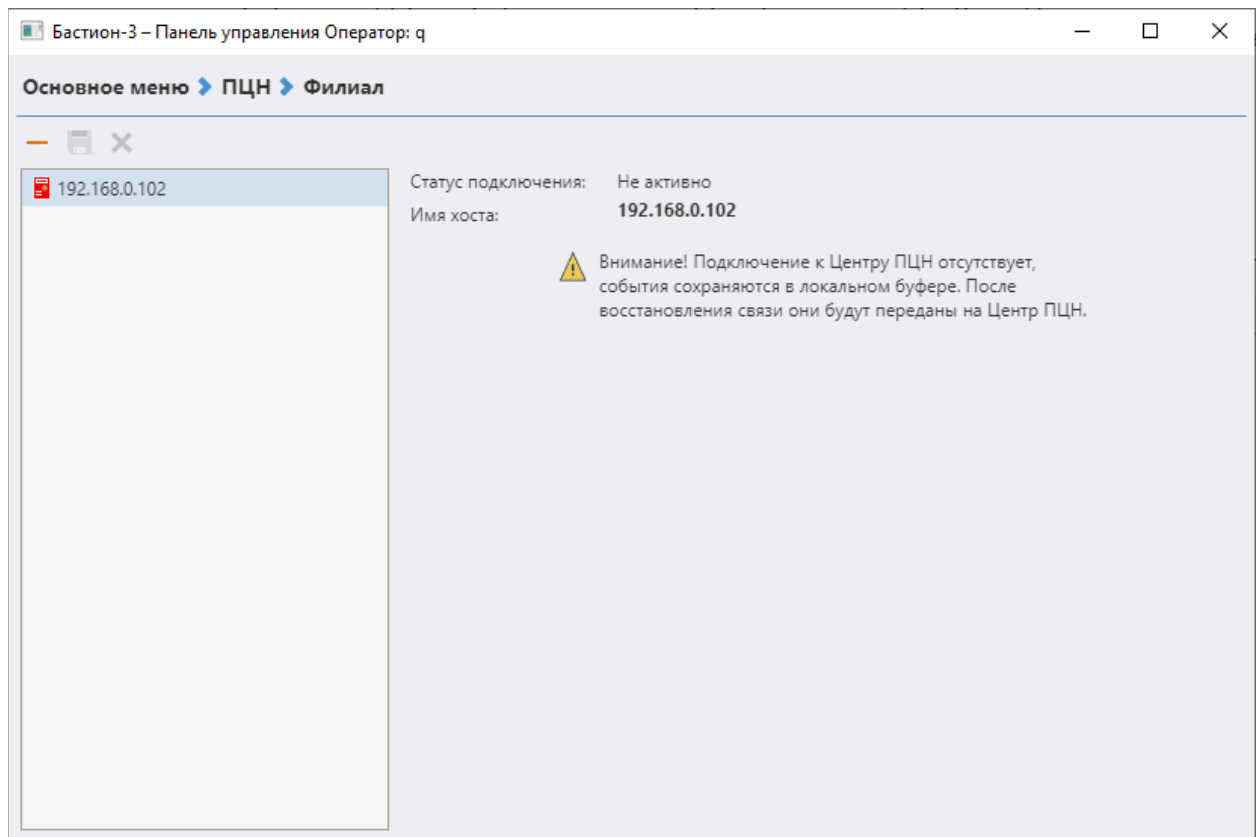 Бастион-3 – Панель управления Оператор: q
Основное меню ПЦН Филиал
192.168.0.102
Статус подключения: Не активно
Имя хоста: 192.168.0.102
Внимание! Подключение к Центру ПЦН отсутствует,
события сохраняются в локальном буфере. После
восстановления связи они будут переданы на Центр ПЦН.